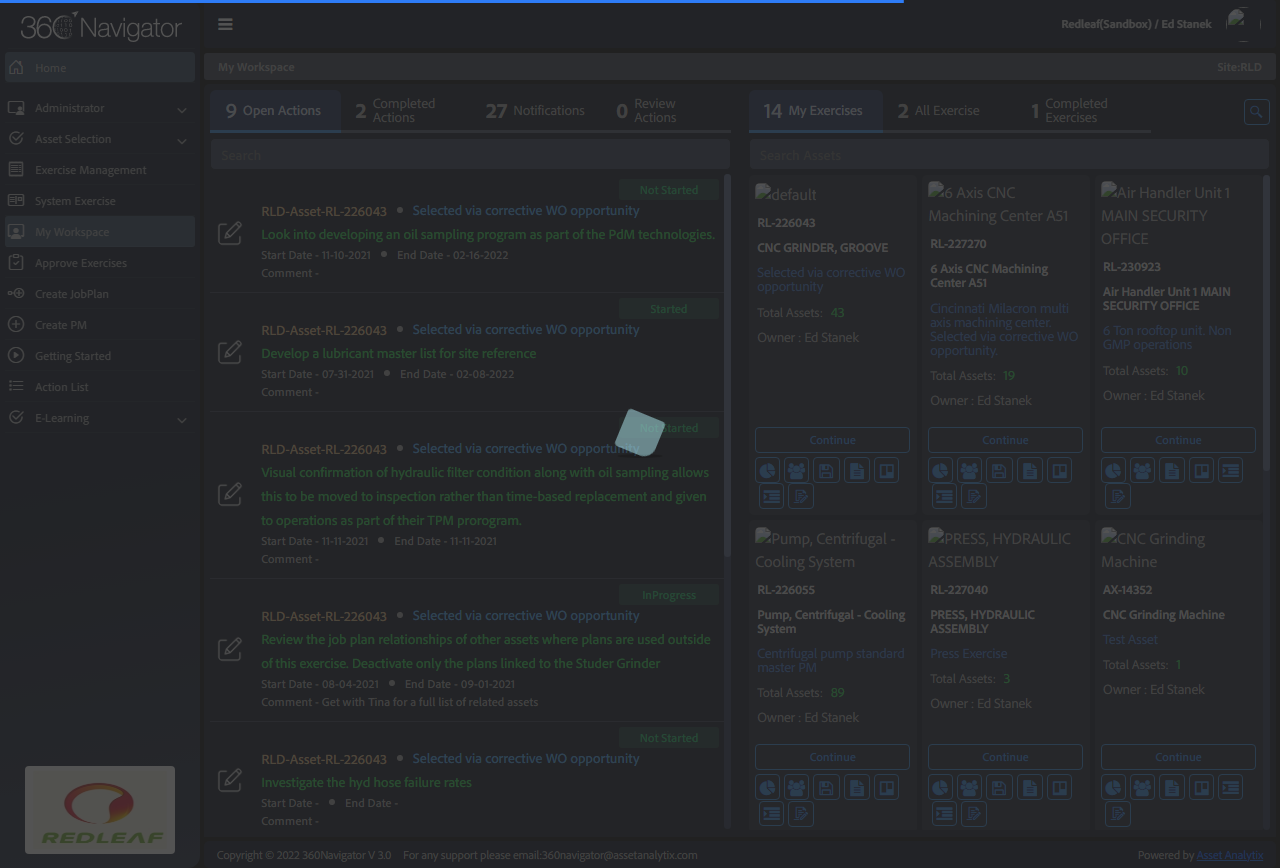 360 Navigator
Redleaf(Sandbox) / Ed Stanek
Home
Administrator
Asset Selection
Exercise Management
System Exercise
My Workspace
Approve Exercises
Create JobPlan
Create PM
Getting Started
Action List
E-Learning
REDLEAF
My Workspace
Site:RLD
9 Open Actions
2 Completed Actions
27 Notifications
0 Review Actions
Search
Not Started
RLD-Asset-RL-226043 • Selected via corrective WO opportunity
Look into developing an oil sampling program as part of the PdM technologies.
Start Date - 11-10-2021 • End Date - 02-16-2022
Comment -
Started
RLD-Asset-RL-226043 • Selected via corrective WO opportunity
Develop a lubricant master list for site reference
Start Date - 07-31-2021 • End Date - 02-08-2022
Comment -
Not Started
RLD-Asset-RL-226043 • Selected via corrective WO opportunity
Visual confirmation of hydraulic filter condition along with oil sampling allows
this to be moved to inspection rather than time-based replacement and given
to operations as part of their TPM prorogram.
Start Date - 11-11-2021 • End Date - 11-11-2021
Comment -
InProgress
RLD-Asset-RL-226043 • Selected via corrective WO opportunity
Review the job plan relationships of other assets where plans are used outside
of this exercise. Deactivate only the plans linked to the Studer Grinder
Start Date - 08-04-2021 • End Date - 09-01-2021
Comment - Get with Tina for a full list of related assets
Not Started
RLD-Asset-RL-226043 • Selected via corrective WO opportunity
Investigate the hyd hose failure rates
Start Date - • End Date -
Comment -
14 My Exercises
2 All Exercise
1 Completed Exercises
Search Assets
default
RL-226043
CNC GRINDER, GROOVE
Selected via corrective WO
opportunity
Total Assets: 43
Owner : Ed Stanek
Continue
6 Axis CNC
Machining Center A51
RL-227270
6 Axis CNC Machining
Center A51
Cincinnati Milacron multi
axis machining center.
Selected via corrective WO
opportunity.
Total Assets: 19
Owner : Ed Stanek
Continue
Air Handler Unit 1
MAIN SECURITY
OFFICE
RL-230923
Air Handler Unit 1 MAIN
SECURITY OFFICE
6 Ton rooftop unit. Non
GMP operations
Total Assets: 10
Owner : Ed Stanek
Continue
Pump, Centrifugal -
Cooling System
RL-226055
Pump, Centrifugal - Cooling
System
Centrifugal pump standard
master PM
Total Assets: 89
Owner : Ed Stanek
Continue
PRESS, HYDRAULIC
ASSEMBLY
RL-227040
PRESS, HYDRAULIC
ASSEMBLY
Press Exercise
Total Assets: 3
Owner : Ed Stanek
Continue
CNC Grinding
Machine
AX-14352
CNC Grinding Machine
Test Asset
Total Assets: 1
Owner : Ed Stanek
Continue
Copyright © 2022 360Navigator V 3.0 For any support please email:360navigator@assetanalytix.com
Powered by Asset Analytix